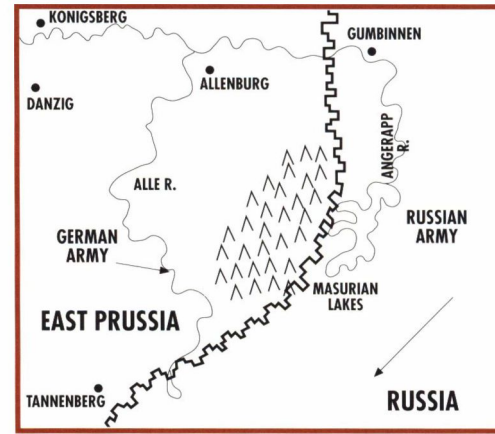 KONIGSBERG
GUMBINNEN
ALLENBURG
DANZIG
ANGERAPP
R.
ALLE R.
RUSSIAN
ARMY
GERMAN
ARMY
MASURIAN
LAKES
EAST PRUSSIA
TANNENBERG
RUSSIA